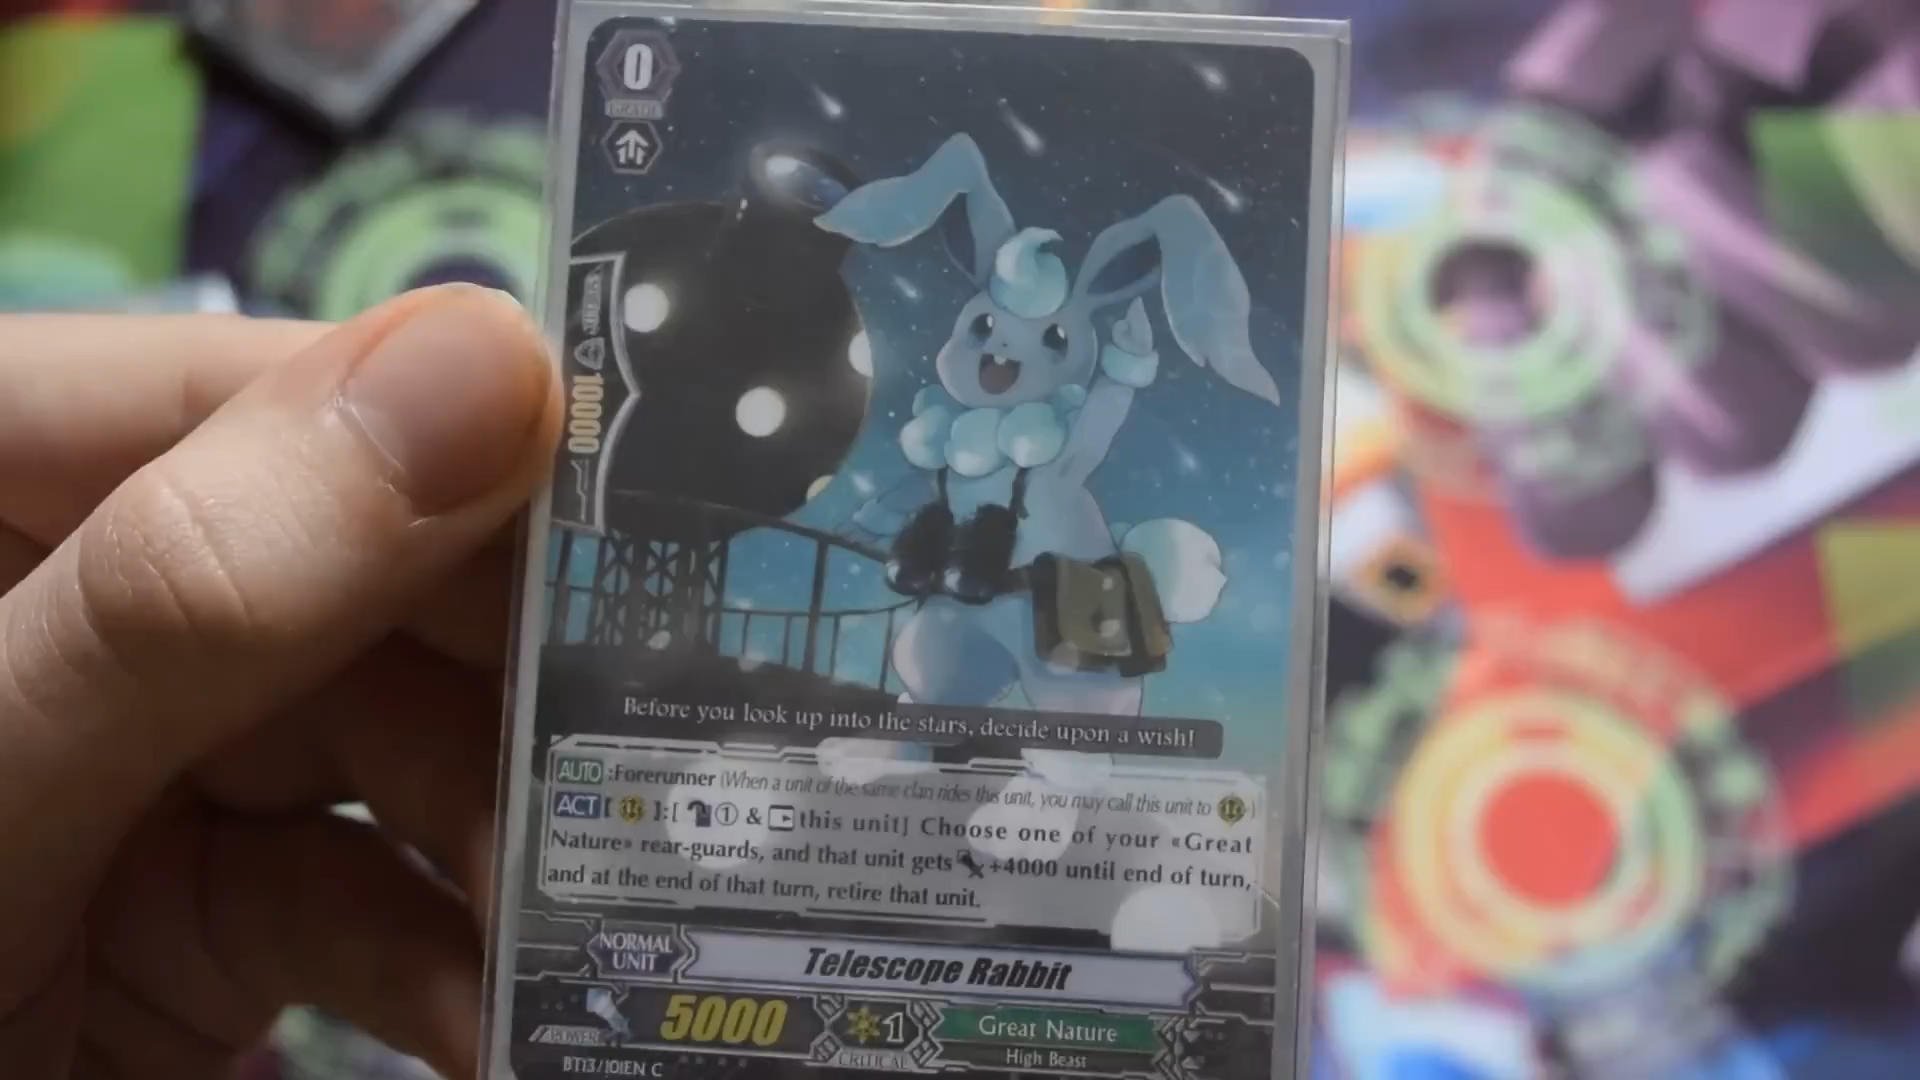 0
GRADE
10000
Before you look up into the stars, decide upon a wish!
AUTO :Forerunner (When a unit of the same clan rides this unit, you may call this unit to )
ACT [ ]:[ 1 & this unit] Choose one of your «Great
Nature» rear-guards, and that unit gets +4000 until end of turn,
and at the end of that turn, retire that unit.
NORMAL
UNIT
Telescope Rabbit
POWER
5000
1
CRITICAL
Great Nature
High Beast
BT13/101EN C